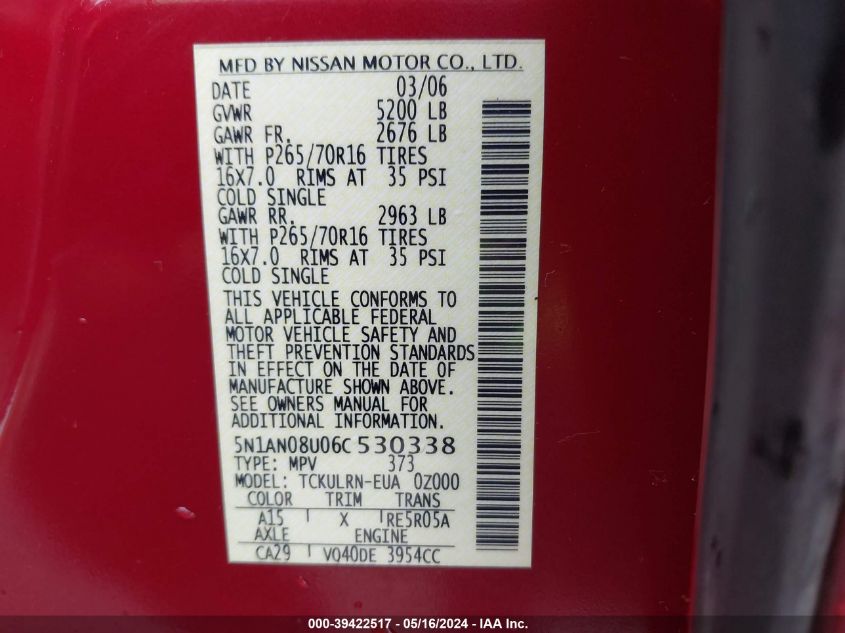 MFD BY NISSAN MOTOR CO., LTD.
DATE 03/06
GVWR 5200 LB
GAWR FR. 2676 LB
WITH P265/70R16 TIRES
16X7.0 RIMS AT 35 PSI
COLD SINGLE
GAWR RR. 2963 LB
WITH P265/70R16 TIRES
16X7.0 RIMS AT 35 PSI
COLD SINGLE
THIS VEHICLE CONFORMS TO
ALL APPLICABLE FEDERAL
MOTOR VEHICLE SAFETY AND
THEFT PREVENTION STANDARDS
IN EFFECT ON THE DATE OF
MANUFACTURE SHOWN ABOVE.
SEE OWNERS MANUAL FOR
ADDITIONAL INFORMATION.
5N1AN08U06C530338
TYPE: MPV 373
MODEL: TCKULRN-EUA 0Z000
COLOR TRIM TRANS
A15 X RE5R05A
AXLE ENGINE
CA29 VQ40DE 3954CC
000-39422517 - 05/16/2024 - IAA Inc.